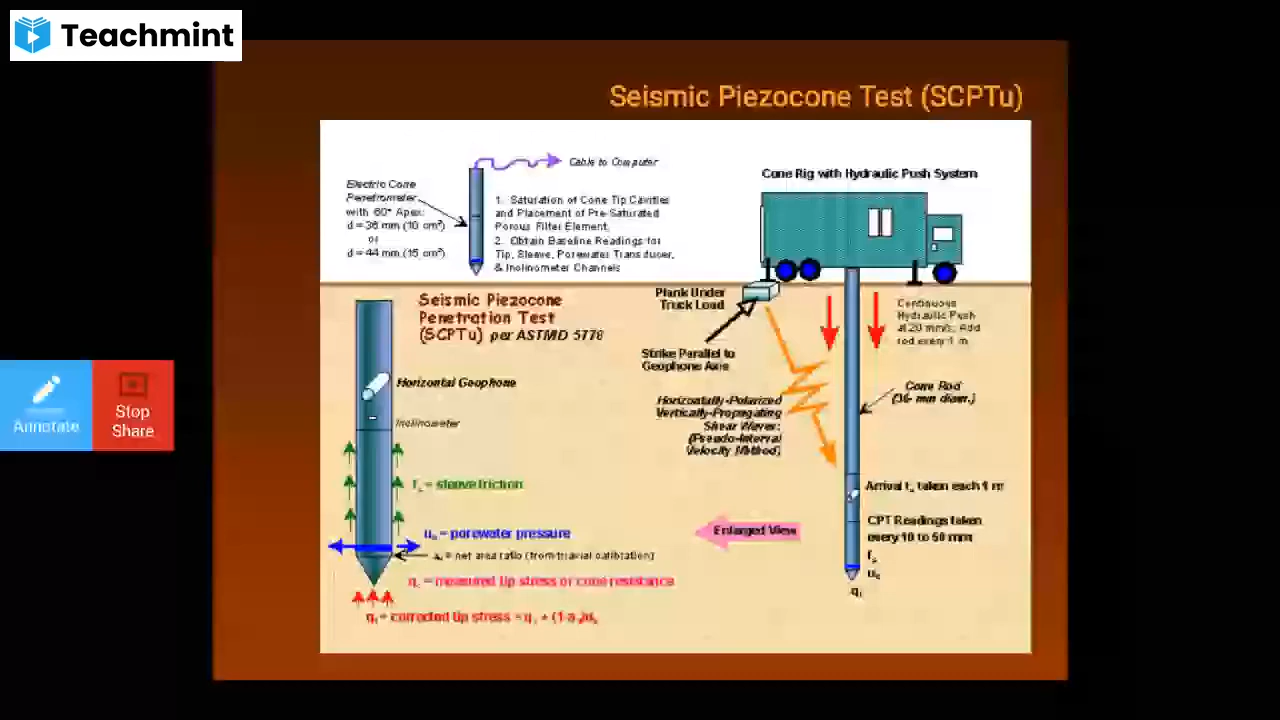 Teachmint
Seismic Piezocone Test (SCPTu)
Cable to Computer
Electric Cone
Penetrometer
with 60° Apex:
d = 36 mm (10 cm²)
or
d = 44 mm (15 cm²)
1. Saturation of Cone Tip Cavities
and Placement of Pre-Saturated
Porous Filter Element.
2. Obtain Baseline Readings for
Tip, Sleeve, Porewater Transducer,
& Inclinometer Channels
Cone Rig with Hydraulic Push System
Plank Under
Truck Load
Strike Parallel to
Geophone Axis
Horizontally-Polarized
Vertically-Propagating
Shear Waves:
(Pseudo-Interval
Velocity Method)
Continuous
Hydraulic Push
at 20 mm/s; Add
rod every 1 m
Cone Rod
(36- mm diam.)
Arrival tₛ taken each 1 m
CPT Readings taken
every 10 to 50 mm
fₛ
qₜ
Enlarged View
Seismic Piezocone
Penetration Test
(SCPTu) per ASTMD 5778
Horizontal Geophone
Inclinometer
fₛ = sleeve friction
= porewater pressure
= net area ratio (from triaxial calibration)
= measured tip stress or cone resistance
qₜ = corrected tip stress =
Annotate
Stop
Share